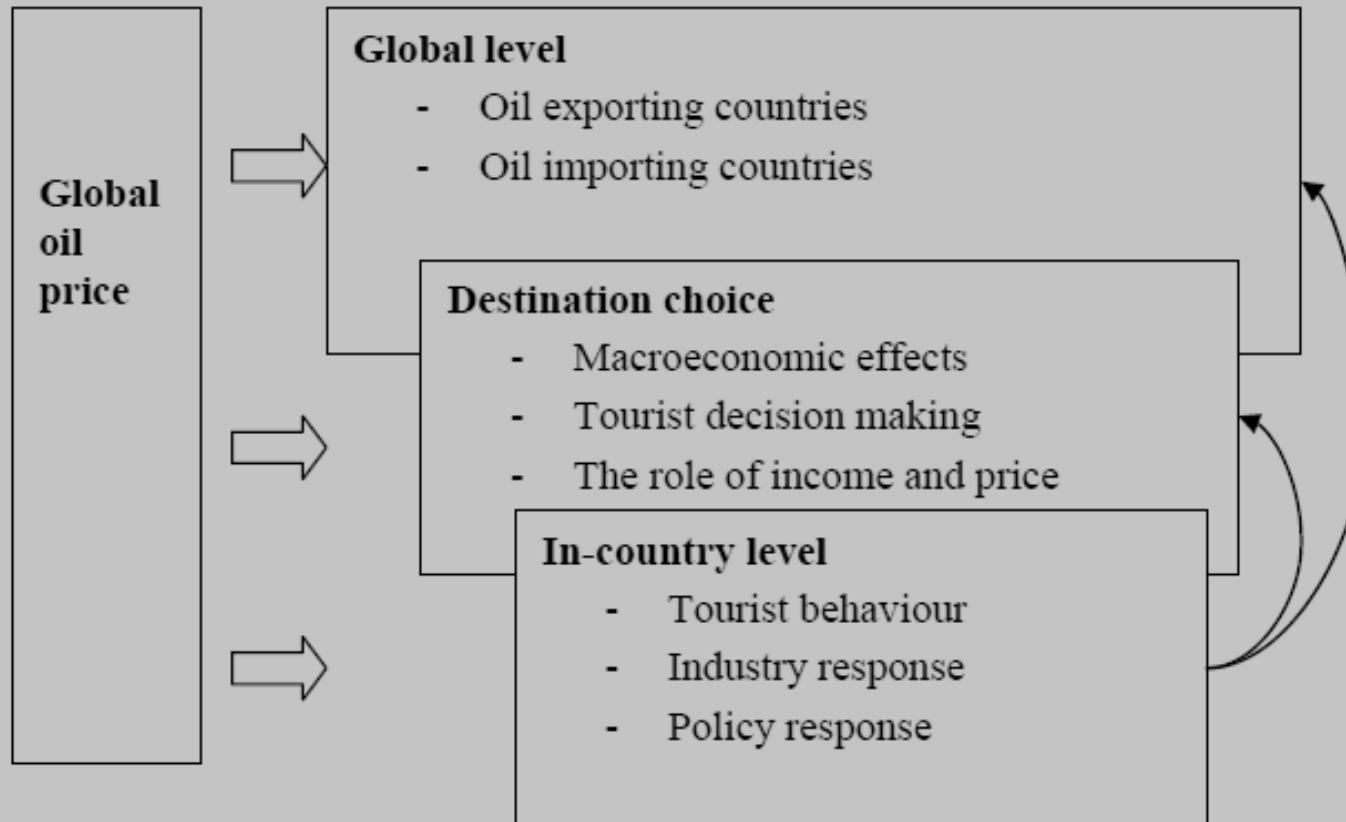 Global
oil
price
Global level
- Oil exporting countries
- Oil importing countries
Destination choice
- Macroeconomic effects
- Tourist decision making
- The role of income and price
In-country level
- Tourist behaviour
- Industry response
- Policy response